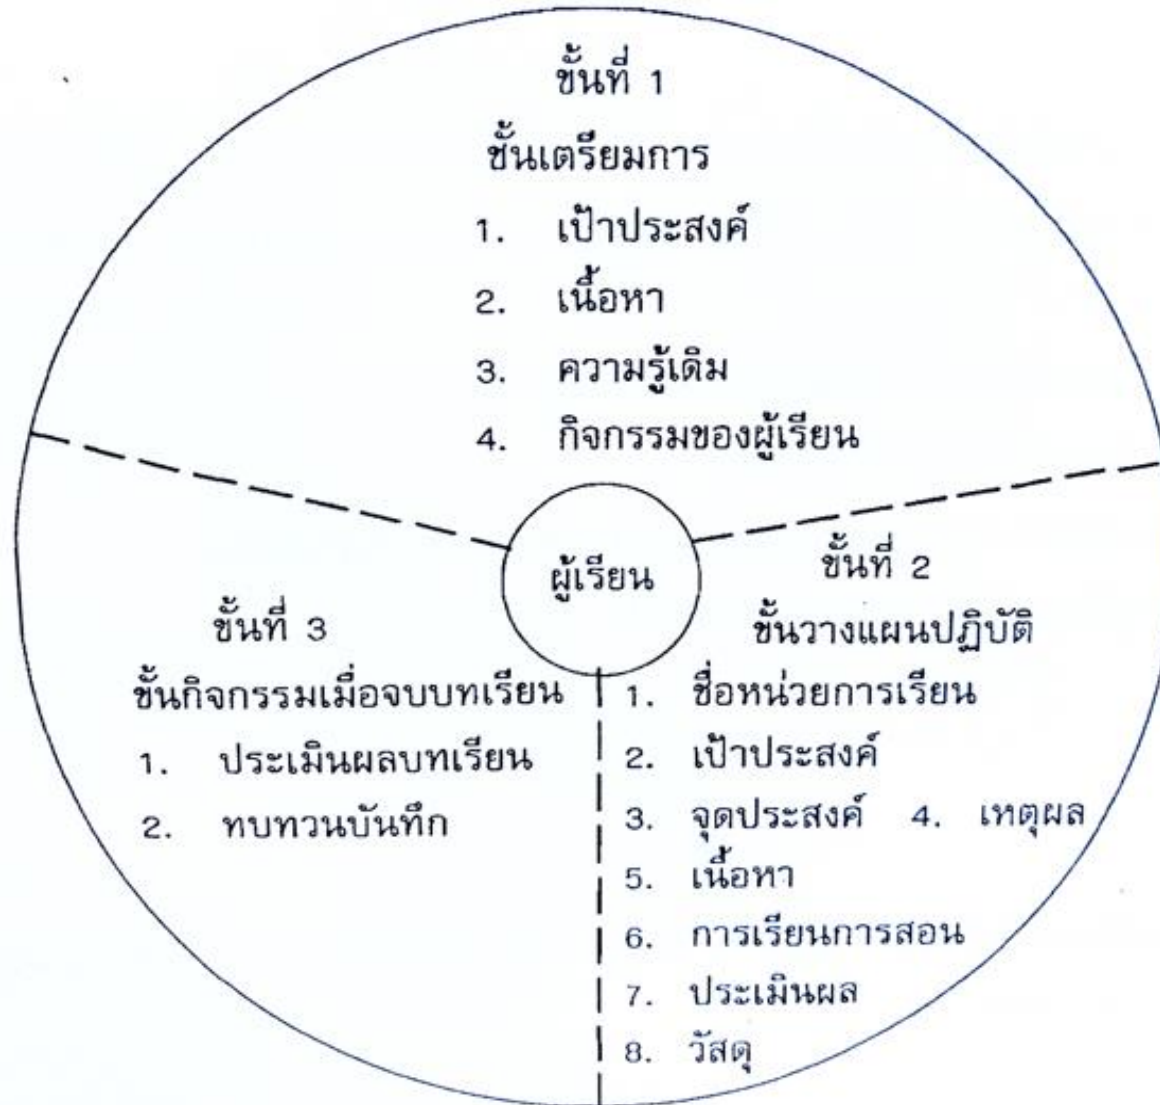 ขั้นที่ 1
ขั้นเตรียมการ
1. เป้าประสงค์
2. เนื้อหา
3. ความรู้เดิม
4. กิจกรรมของผู้เรียน
ผู้เรียน
ขั้นที่ 2
ขั้นวางแผนปฏิบัติ
1. ชื่อหน่วยการเรียน
2. เป้าประสงค์
3. จุดประสงค์ 4. เหตุผล
5. เนื้อหา
6. การเรียนการสอน
7. ประเมินผล
8. วัสดุ
ขั้นที่ 3
ขั้นกิจกรรมเมื่อจบบทเรียน
1. ประเมินผลบทเรียน
2. ทบทวนบันทึก